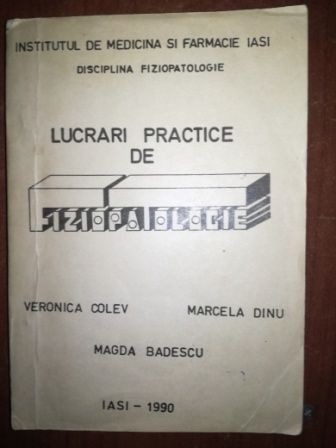 INSTITUTUL DE MEDICINA SI FARMACIE IASI
DISCIPLINA FIZIOPATOLOGIE
LUCRARI PRACTICE
DE
FIZIOPATOLOGIE
VERONICA COLEV MARCELA DINU
MAGDA BADESCU
IASI - 1990